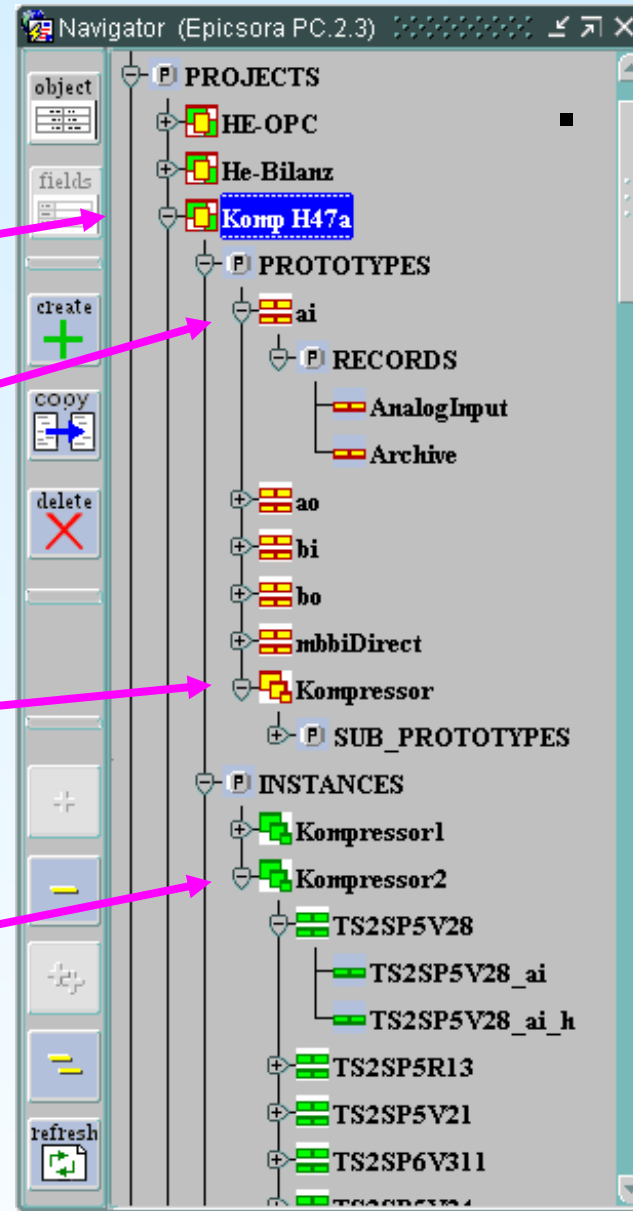 Navigator (Epicsora PC.2.3)
object
fields
create
copy
delete
refresh
P PROJECTS
HE-OPC
He-Bilanz
Komp H47a
P PROTOTYPES
ai
P RECORDS
AnalogInput
Archive
ao
bi
bo
mbbiDirect
Kompressor
P SUB_PROTOTYPES
P INSTANCES
Kompressor1
Kompressor2
TS2SP5V28
TS2SP5V28_ai
TS2SP5V28_ai_h
TS2SP5R13
TS2SP5V21
TS2SP6V311